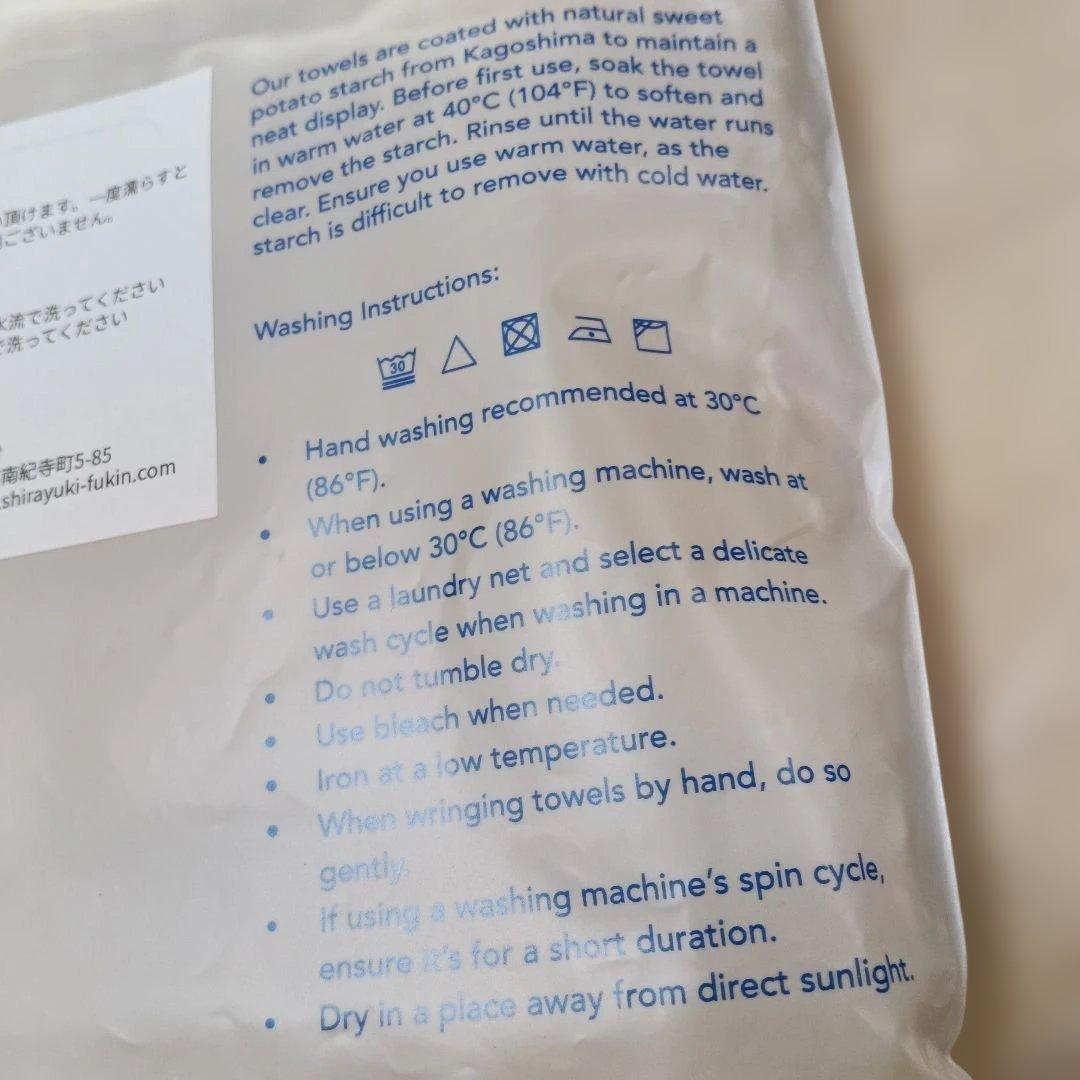 Our towels are coated with natural sweet
potato starch from Kagoshima to maintain a
neat display. Before first use, soak the towel
in warm water at 40°C (104°F) to soften and
remove the starch. Rinse until the water runs
clear. Ensure you use warm water, as the
starch is difficult to remove with cold water.
Washing Instructions:
30
• Hand washing recommended at 30°C
(86°F).
• When using a washing machine, wash at
or below 30°C (86°F).
• Use a laundry net and select a delicate
wash cycle when washing in a machine.
• Do not tumble dry.
• Use bleach when needed.
• Iron at a low temperature.
• When wringing towels by hand, do so
gently.
• If using a washing machine's spin cycle,
ensure it's for a short duration.
• Dry in a place away from direct sunlight.
頂けます。一度濡らすと
ございません。
水流で洗ってください
で洗ってください
南紀寺町5-85
shirayuki-fukin.com